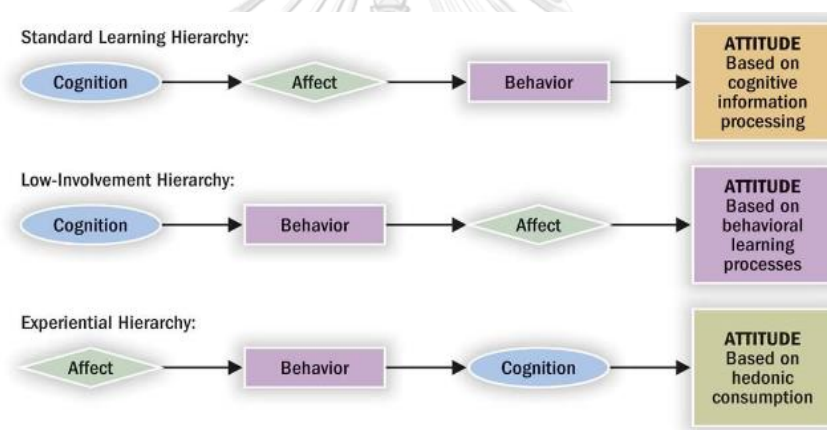 Standard Learning Hierarchy:
Cognition
Affect
Behavior
ATTITUDE
Based on
cognitive
information
processing
Low-Involvement Hierarchy:
Cognition
Behavior
Affect
ATTITUDE
Based on
behavioral
learning
processes
Experiential Hierarchy:
Affect
Behavior
Cognition
ATTITUDE
Based on
hedonic
consumption